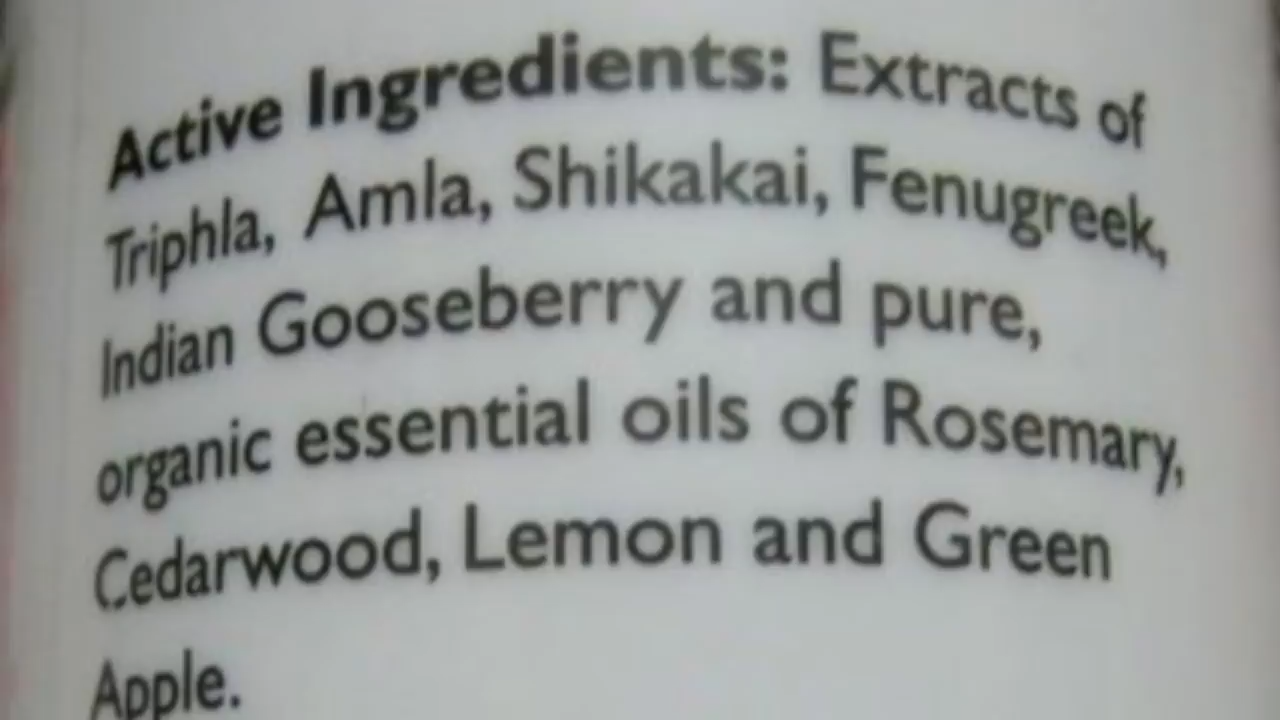 Active Ingredients: Extracts of
Triphla, Amla, Shikakai, Fenugreek,
Indian Gooseberry and pure,
organic essential oils of Rosemary,
Cedarwood, Lemon and Green
Apple.